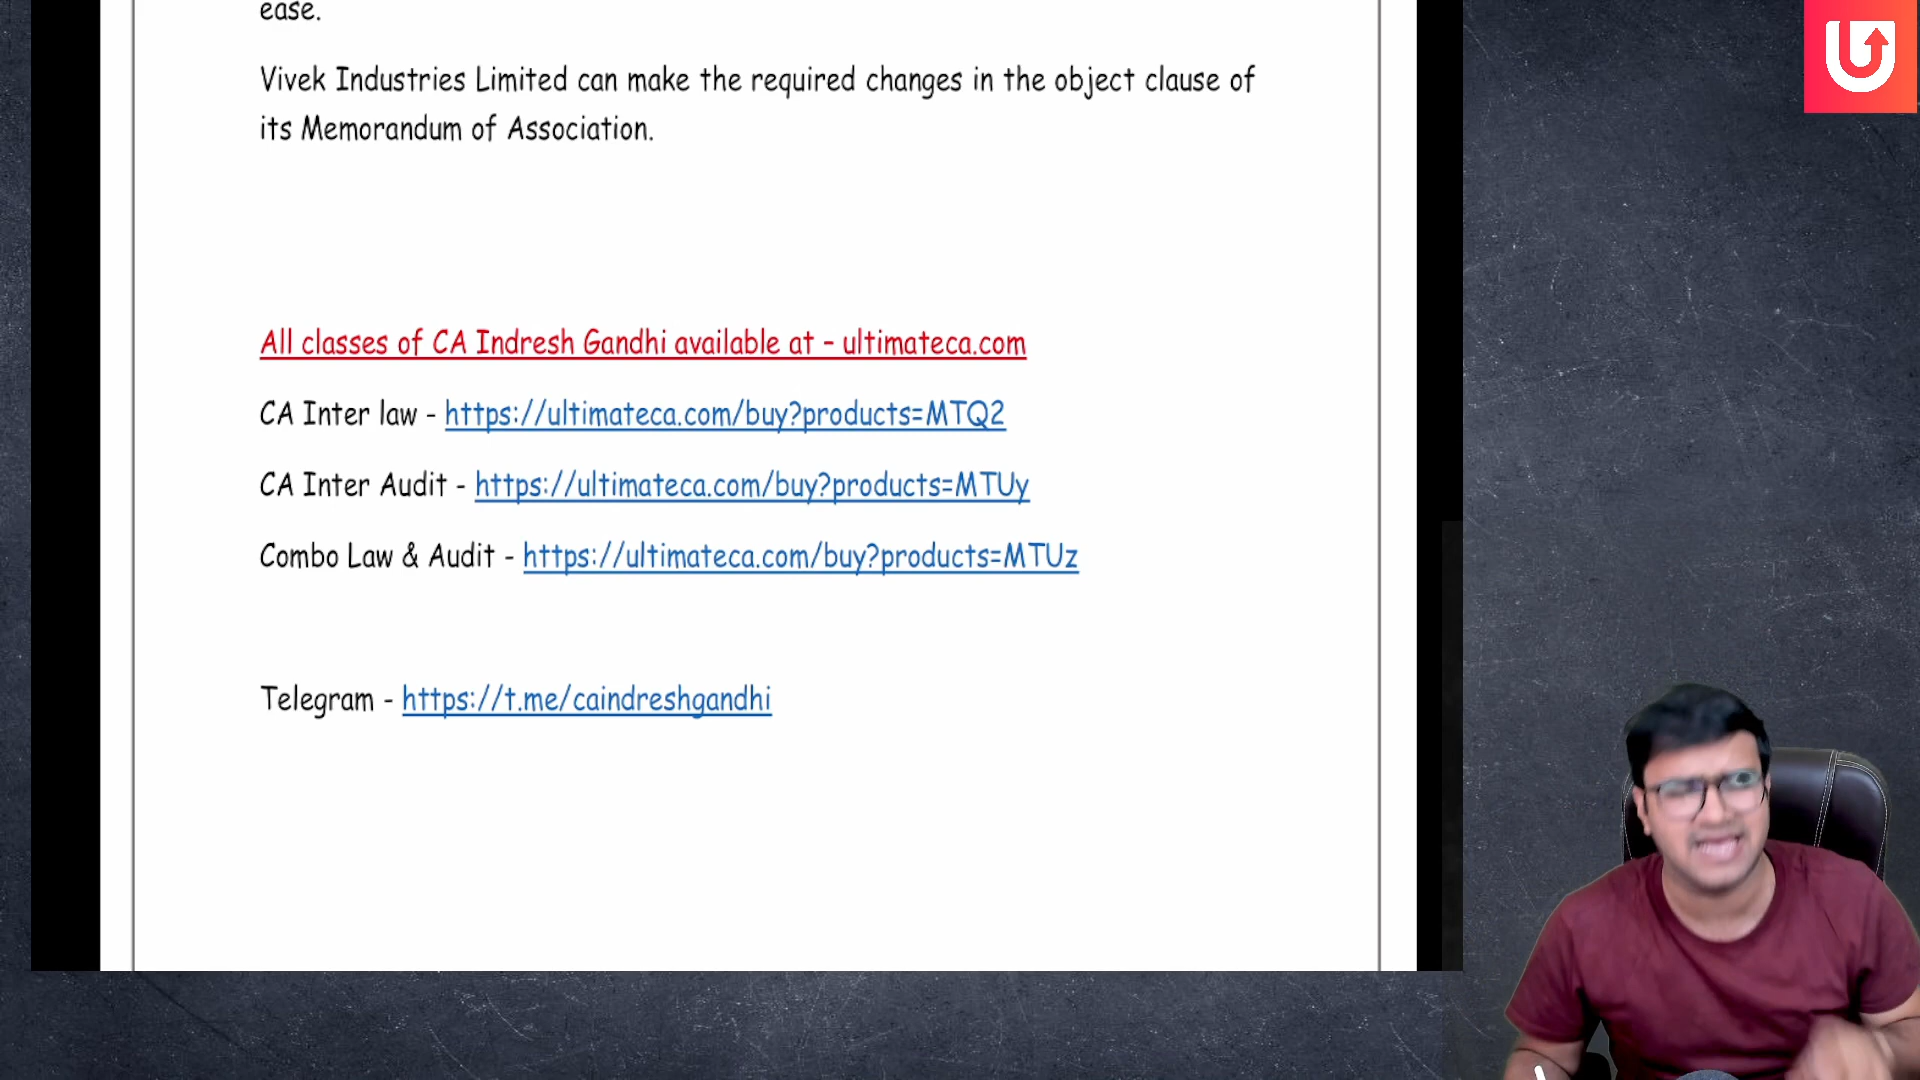 ease.
Vivek Industries Limited can make the required changes in the object clause of
its Memorandum of Association.
All classes of CA Indresh Gandhi available at – ultimateca.com
CA Inter law - https://ultimateca.com/buy?products=MTQ2
CA Inter Audit - https://ultimateca.com/buy?products=MTUy
Combo Law & Audit - https://ultimateca.com/buy?products=MTUz
Telegram - https://t.me/caindreshgandhi